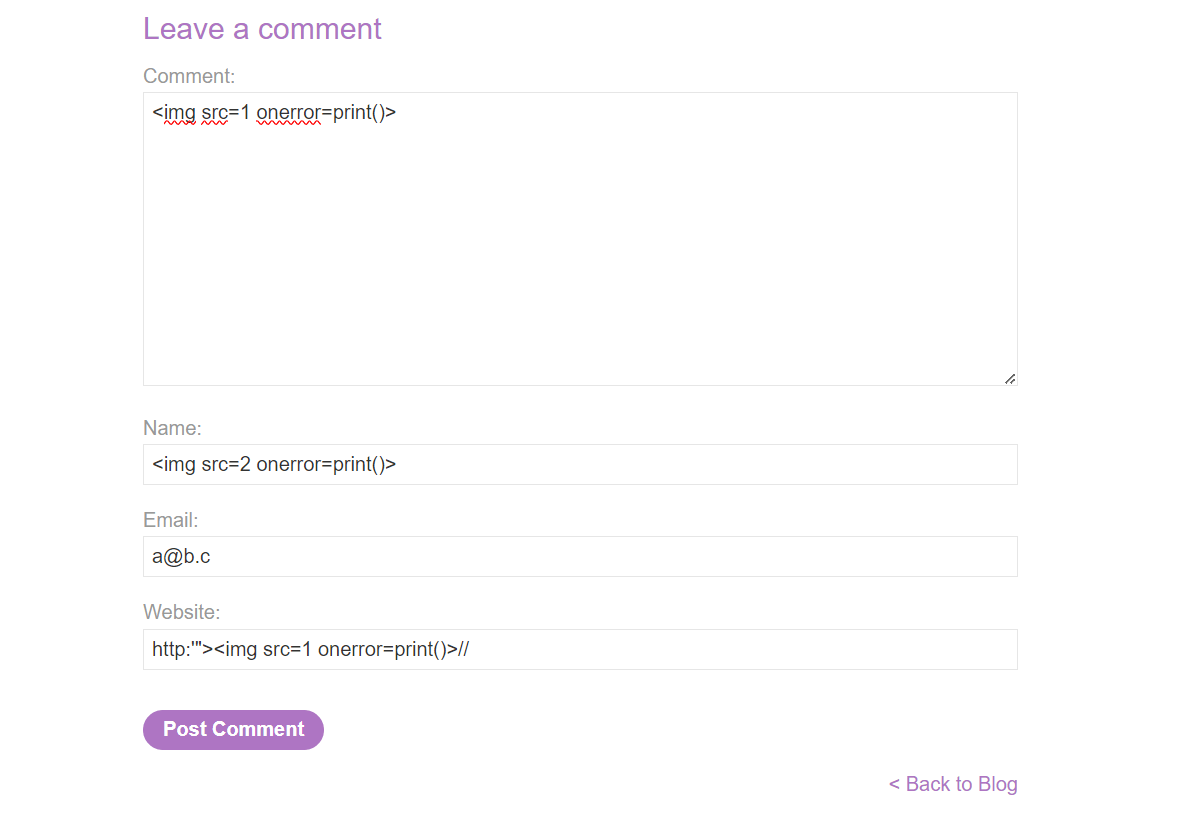 Leave a comment
Comment:
<img src=1 onerror=print()>
Name:
<img src=2 onerror=print()>
Email:
a@b.c
Website:
http:'"><img src=1 onerror=print()>//
Post Comment
< Back to Blog